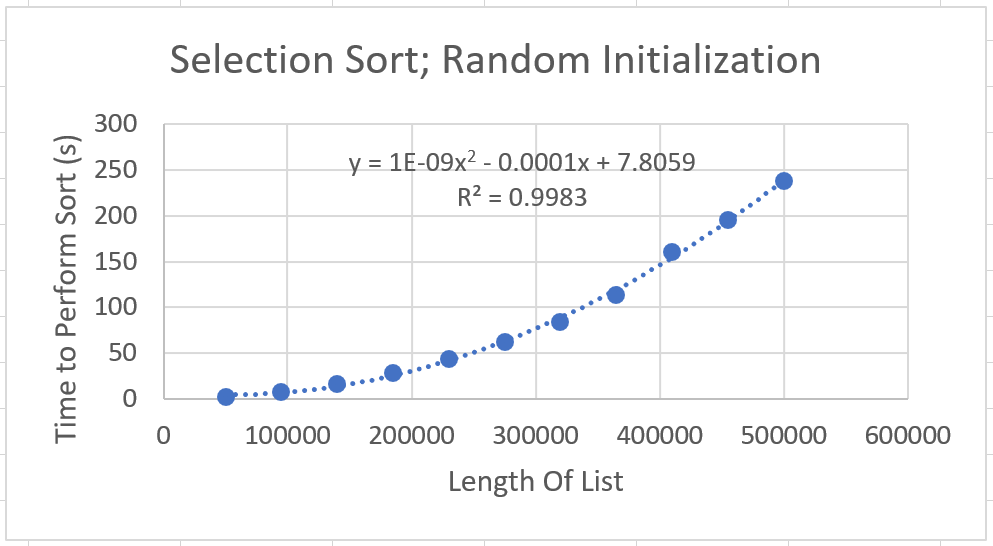 Selection Sort; Random Initialization
Time to Perform Sort (s)
300
250
200
150
100
50
0
y = 1E-09x² - 0.0001x + 7.8059
R² = 0.9983
0 100000 200000 300000 400000 500000 600000
Length Of List